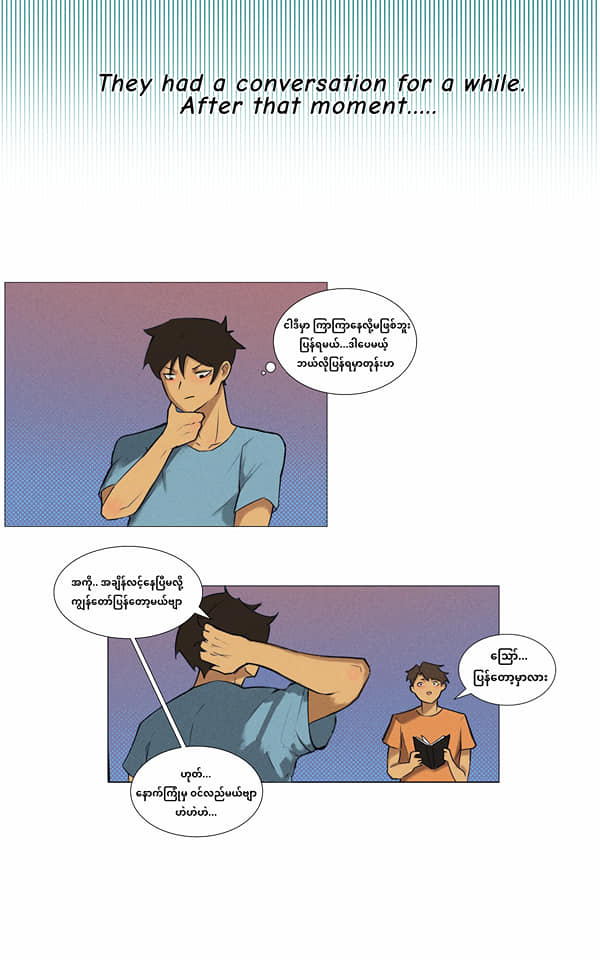 They had a conversation for a while.
After that moment.....
ငါဒီမှာ ကြာကြာနေလို့မဖြစ်ဘူး
ပြန်ရမယ်...ဒါပေမယ့်
ဘယ်လိုပြန်ရမှာတုန်းဟ
အကို.. အချိန်လင့်နေပြီမလို့
ကျွန်တော်ပြန်တော့မယ်ဗျာ
သြော်...
ပြန်တော့မှာလား
ဟုတ်...
နောက်ကြုံမှ ဝင်လည်မယ်ဗျာ
ဟဲဟဲဟဲ...